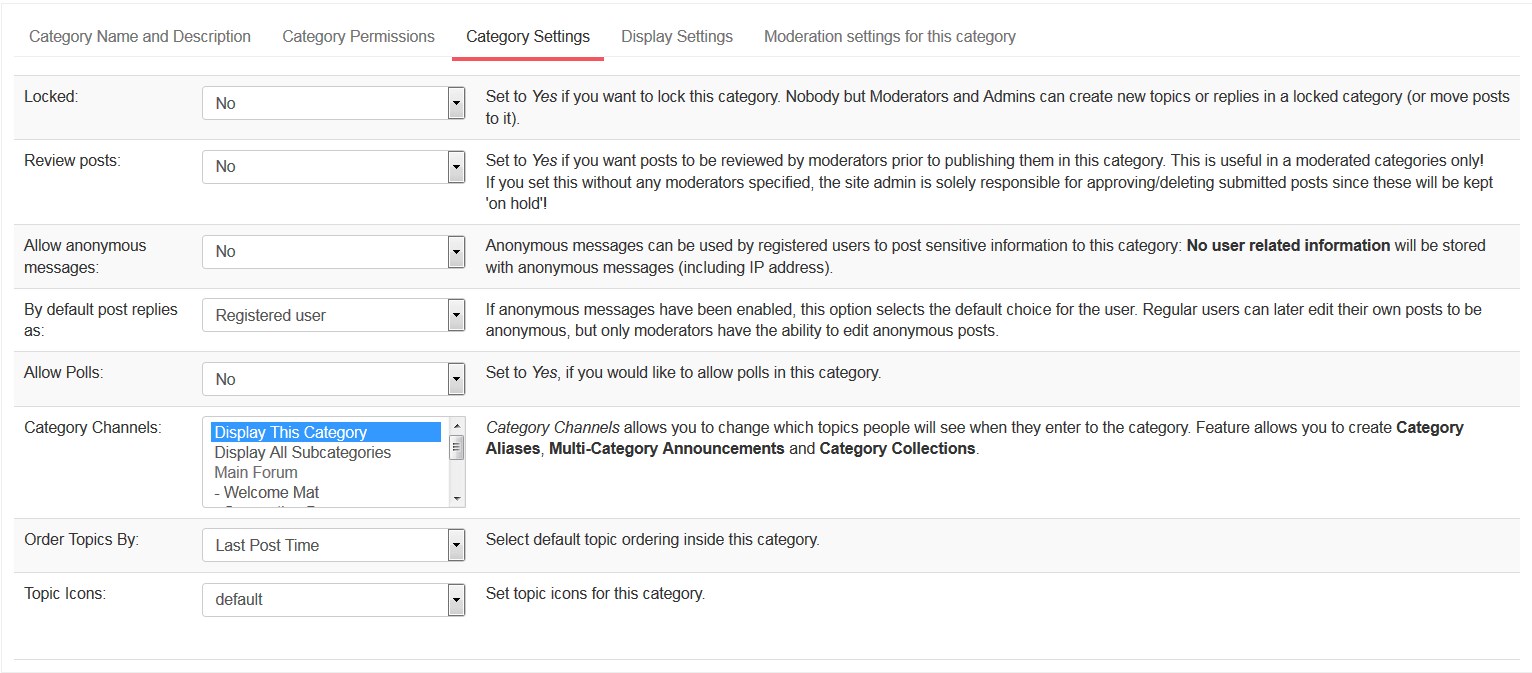 Category Name and Description Category Permissions Category Settings Display Settings Moderation settings for this category
Locked: No Set to Yes if you want to lock this category. Nobody but Moderators and Admins can create new topics or replies in a locked category (or move posts
to it).
Review posts: No Set to Yes if you want posts to be reviewed by moderators prior to publishing them in this category. This is useful in a moderated categories only!
If you set this without any moderators specified, the site admin is solely responsible for approving/deleting submitted posts since these will be kept
'on hold'!
Allow anonymous
messages:
No
Anonymous messages can be used by registered users to post sensitive information to this category: No user related information will be stored
with anonymous messages (including IP address).
By default post replies
as:
Registered user
If anonymous messages have been enabled, this option selects the default choice for the user. Regular users can later edit their own posts to be
anonymous, but only moderators have the ability to edit anonymous posts.
Allow Polls: No Set to Yes, if you would like to allow polls in this category.
Category Channels:
Display This Category
Display All Subcategories
Main Forum
- Welcome Mat
Category Channels allows you to change which topics people will see when they enter to the category. Feature allows you to create Category
Aliases, Multi-Category Announcements and Category Collections.
Order Topics By: Last Post Time Select default topic ordering inside this category.
Topic Icons: default Set topic icons for this category.